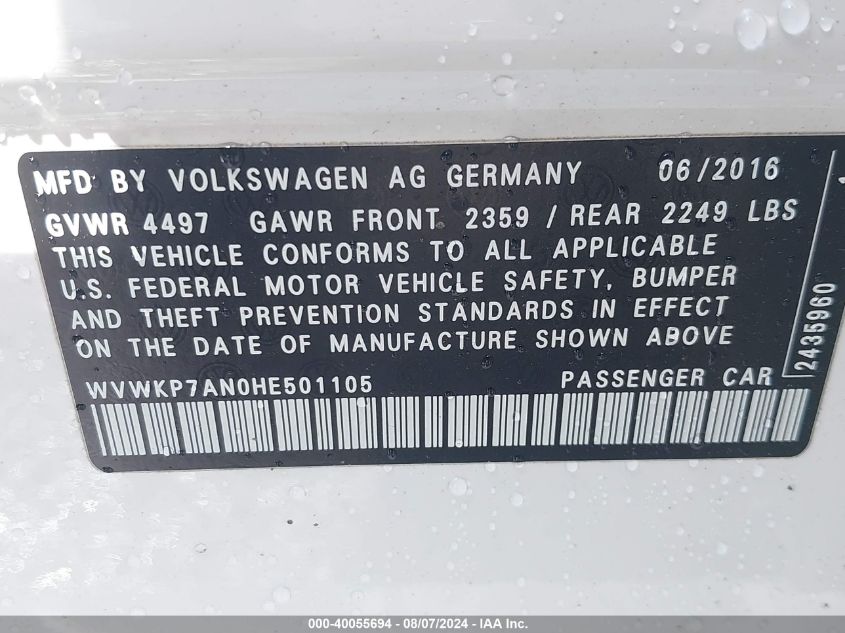 MFD BY VOLKSWAGEN AG GERMANY 06/2016
GVWR 4497 GAWR FRONT 2359 / REAR 2249 LBS
THIS VEHICLE CONFORMS TO ALL APPLICABLE
U.S. FEDERAL MOTOR VEHICLE SAFETY, BUMPER
AND THEFT PREVENTION STANDARDS IN EFFECT
ON THE DATE OF MANUFACTURE SHOWN ABOVE
WVWKP7AN0HE501105 PASSENGER CAR
2435960
000-40055694 - 08/07/2024 - IAA Inc.